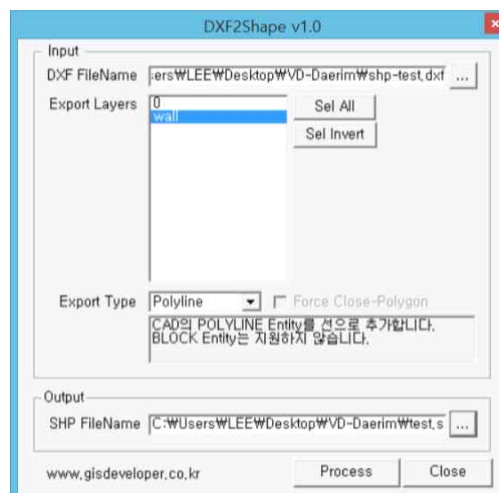 DXF2Shape v1.0
Input
DXF FileName :ers₩LEE₩Desktop₩VD-Daerim₩shp-test.dxf ...
Export Layers 0 Sel All
wall
Sel Invert
Export Type Polyline Force Close-Polygon
CAD의 POLYLINE Entity를 선으로 추가합니다.
BLOCK Entity는 지원하지 않습니다.
Output
SHP FileName C:₩Users₩LEE₩Desktop₩VD-Daerim₩test.s ...
www.gisdeveloper.co.kr Process Close